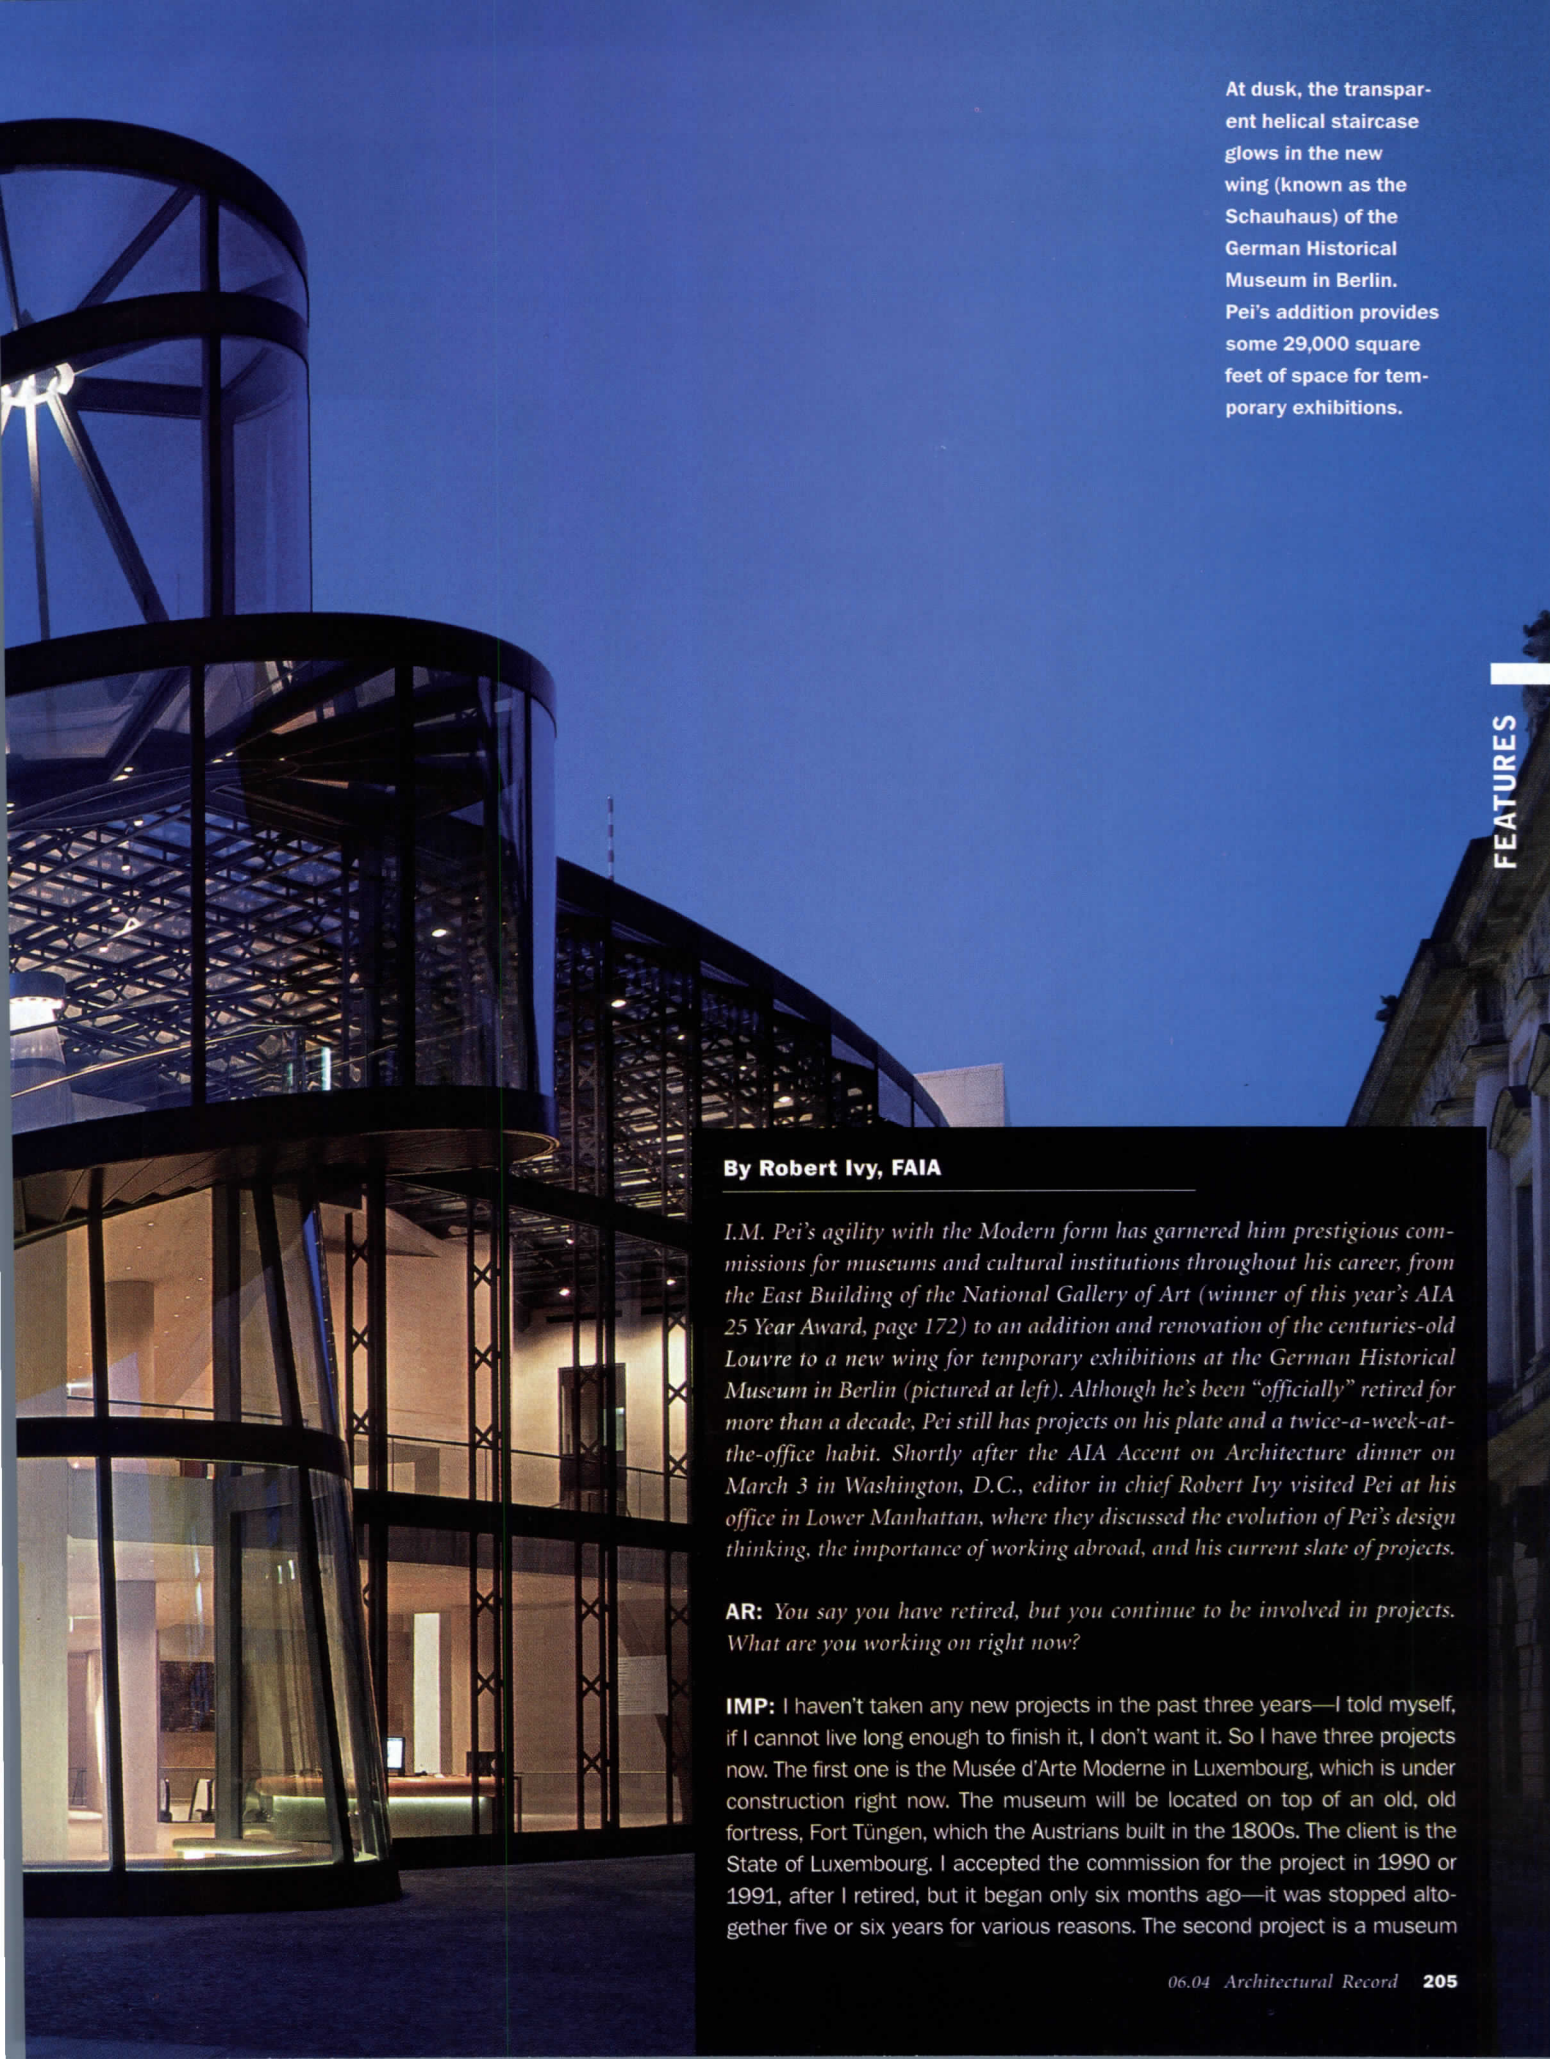 At dusk, the transpar-
ent helical staircase
glows in the new
wing (known as the
Schauhaus) of the
German Historical
Museum in Berlin.
Pei's addition provides
some 29,000 square
feet of space for tem-
porary exhibitions.
FEATURES
By Robert Ivy, FAIA
I.M. Pei's agility with the Modern form has garnered him prestigious com-
missions for museums and cultural institutions throughout his career, from
the East Building of the National Gallery of Art (winner of this year's AIA
25 Year Award, page 172) to an addition and renovation of the centuries-old
Louvre to a new wing for temporary exhibitions at the German Historical
Museum in Berlin (pictured at left). Although he's been “officially” retired for
more than a decade, Pei still has projects on his plate and a twice-a-week-at-
the-office habit. Shortly after the AIA Accent on Architecture dinner on
March 3 in Washington, D.C., editor in chief Robert Ivy visited Pei at his
office in Lower Manhattan, where they discussed the evolution of Pei's design
thinking, the importance of working abroad, and his current slate of projects.
AR: You say you have retired, but you continue to be involved in projects.
What are you working on right now?
IMP: I haven't taken any new projects in the past three years—I told myself,
if I cannot live long enough to finish it, I don't want it. So I have three projects
now. The first one is the Musée d'Arte Moderne in Luxembourg, which is under
construction right now. The museum will be located on top of an old, old
fortress, Fort Tüngen, which the Austrians built in the 1800s. The client is the
State of Luxembourg. I accepted the commission for the project in 1990 or
1991, after I retired, but it began only six months ago—it was stopped alto-
gether five or six years for various reasons. The second project is a museum
06.04 Architectural Record 205